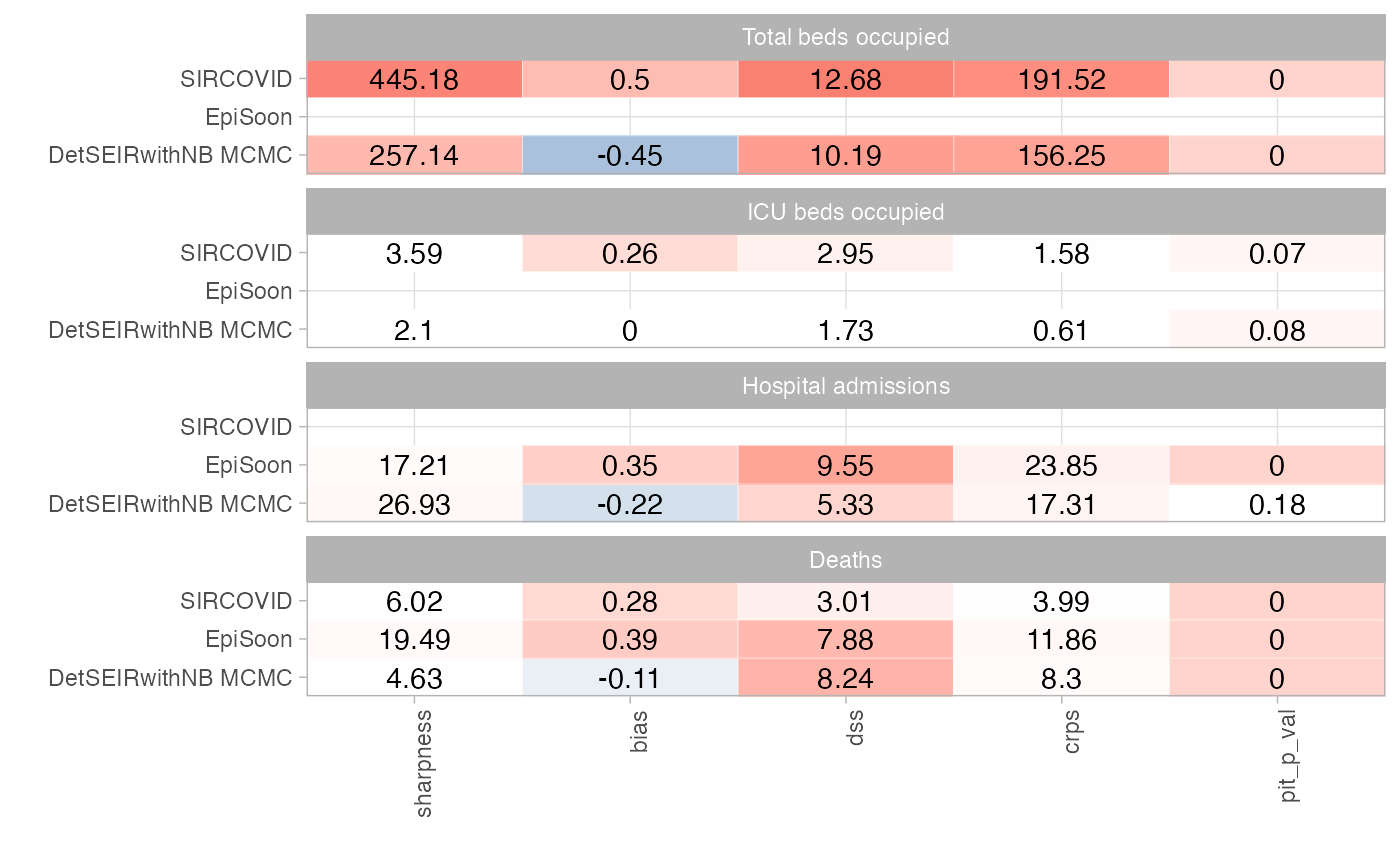 Total beds occupied
SIRCOVID 445.18 0.5 12.68 191.52 0
EpiSoon
DetSEIRwithNB MCMC 257.14 -0.45 10.19 156.25 0
ICU beds occupied
SIRCOVID 3.59 0.26 2.95 1.58 0.07
EpiSoon
DetSEIRwithNB MCMC 2.1 0 1.73 0.61 0.08
Hospital admissions
SIRCOVID
EpiSoon 17.21 0.35 9.55 23.85 0
DetSEIRwithNB MCMC 26.93 -0.22 5.33 17.31 0.18
Deaths
SIRCOVID 6.02 0.28 3.01 3.99 0
EpiSoon 19.49 0.39 7.88 11.86 0
DetSEIRwithNB MCMC 4.63 -0.11 8.24 8.3 0
sharpness bias dss crps pit_p_val